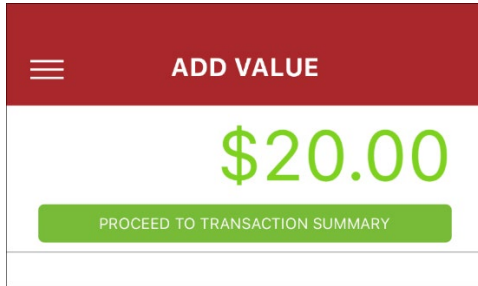 ADD VALUE
$20.00
PROCEED TO TRANSACTION SUMMARY